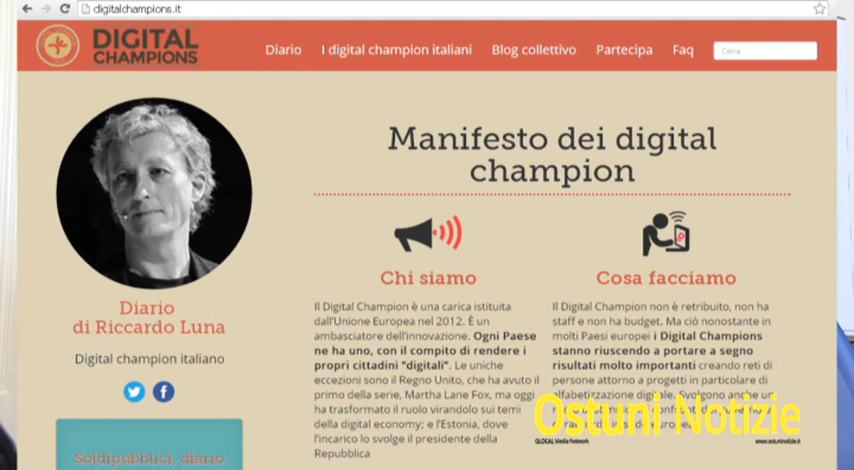 digitalchampions.it
DIGITAL
CHAMPIONS
Diario
I digital champion italiani
Blog collettivo
Partecipa
Faq
Cerca
Diario
di Riccardo Luna
Digital champion italiano
Soldipubblici, diario
Manifesto dei digital
champion
Chi siamo
Il Digital Champion è una carica istituita
dall'Unione Europea nel 2012. È un
ambasciatore dell'innovazione. Ogni Paese
ne ha uno, con il compito di rendere i
propri cittadini "digitali". Le uniche
eccezioni sono il Regno Unito, che ha avuto il
primo della serie, Martha Lane Fox, ma oggi
ha trasformato il ruolo virandolo sui temi
della digital economy; e l'Estonia, dove
l'incarico lo svolge il presidente della
Repubblica
Cosa facciamo
Il Digital Champion non è retribuito, non ha
staff e non ha budget. Ma ciò nonostante in
molti Paesi europei i Digital Champions
stanno riuscendo a portare a segno
risultati molto importanti creando reti di
persone attorno a progetti in particolare di
alfabetizzazione digitale. Svolgono anche un
Ostuni Notizie
GLOCAL Media Network
www.ostuninotizie.it